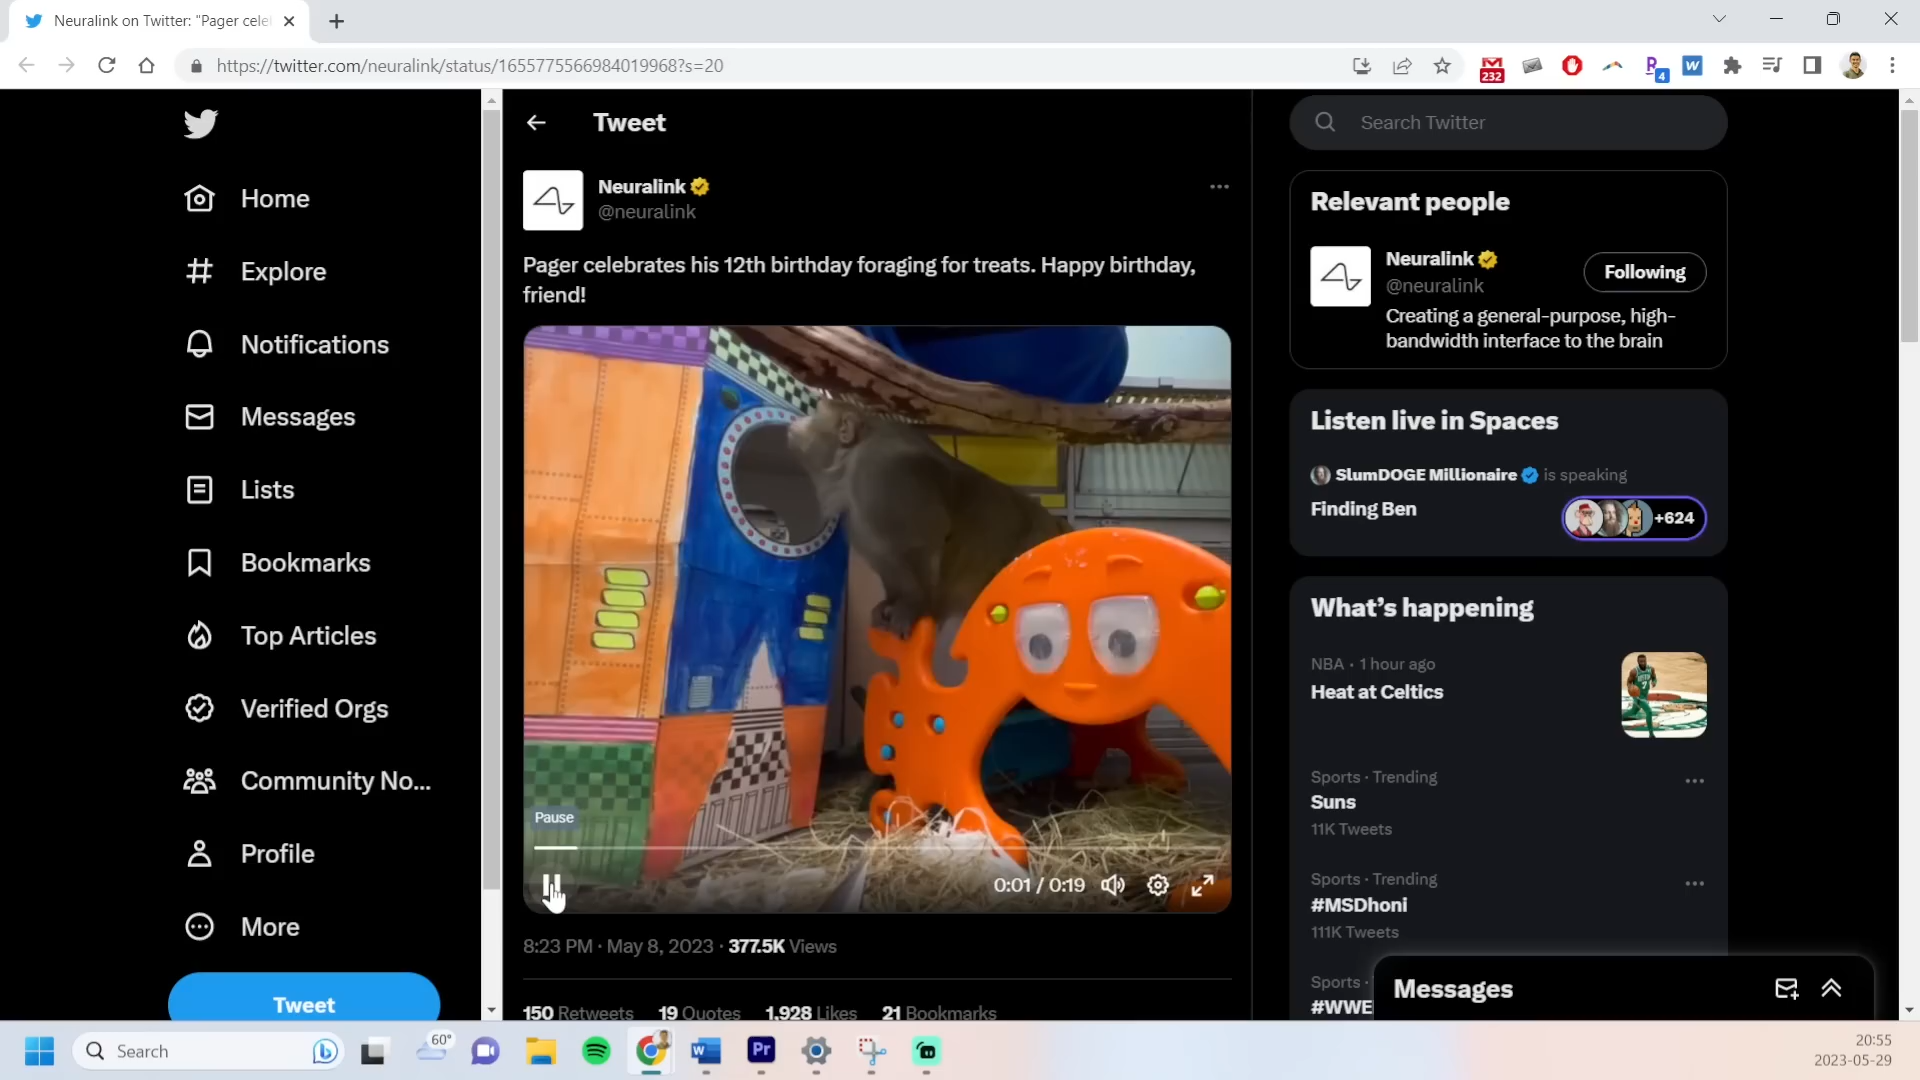 Neuralink on Twitter: "Pager cele
https://twitter.com/neuralink/status/1655775566984019968?s=20
232
4
W
Home
Explore
Notifications
Messages
Lists
Bookmarks
Top Articles
Verified Orgs
Community No...
Profile
More
Tweet
Tweet
Neuralink
@neuralink
Pager celebrates his 12th birthday foraging for treats. Happy birthday,
friend!
Pause
0:01 / 0:19
8:23 PM · May 8, 2023 · 377.5K Views
150 Retweets 19 Quotes 1,928 Likes 21 Bookmarks
Search Twitter
Relevant people
Neuralink
@neuralink
Following
Creating a general-purpose, high-
bandwidth interface to the brain
Listen live in Spaces
SlumDOGE Millionaire is speaking
Finding Ben
+624
What's happening
NBA · 1 hour ago
Heat at Celtics
Sports · Trending
Suns
11K Tweets
Sports · Trending
#MSDhoni
111K Tweets
Sports ·
#WWE
Messages
Search
60°
W
Pr
20:55
2023-05-29